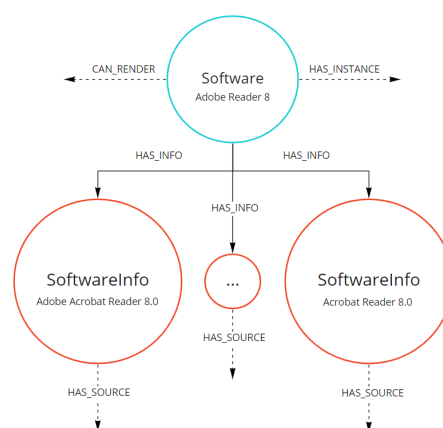 CAN_RENDER
Software
HAS_INSTANCE
Adobe Reader 8
HAS_INFO
HAS_INFO
HAS_INFO
SoftwareInfo
Adobe Acrobat Reader 8.0
...
SoftwareInfo
Acrobat Reader 8.0
HAS_SOURCE
HAS_SOURCE
HAS_SOURCE